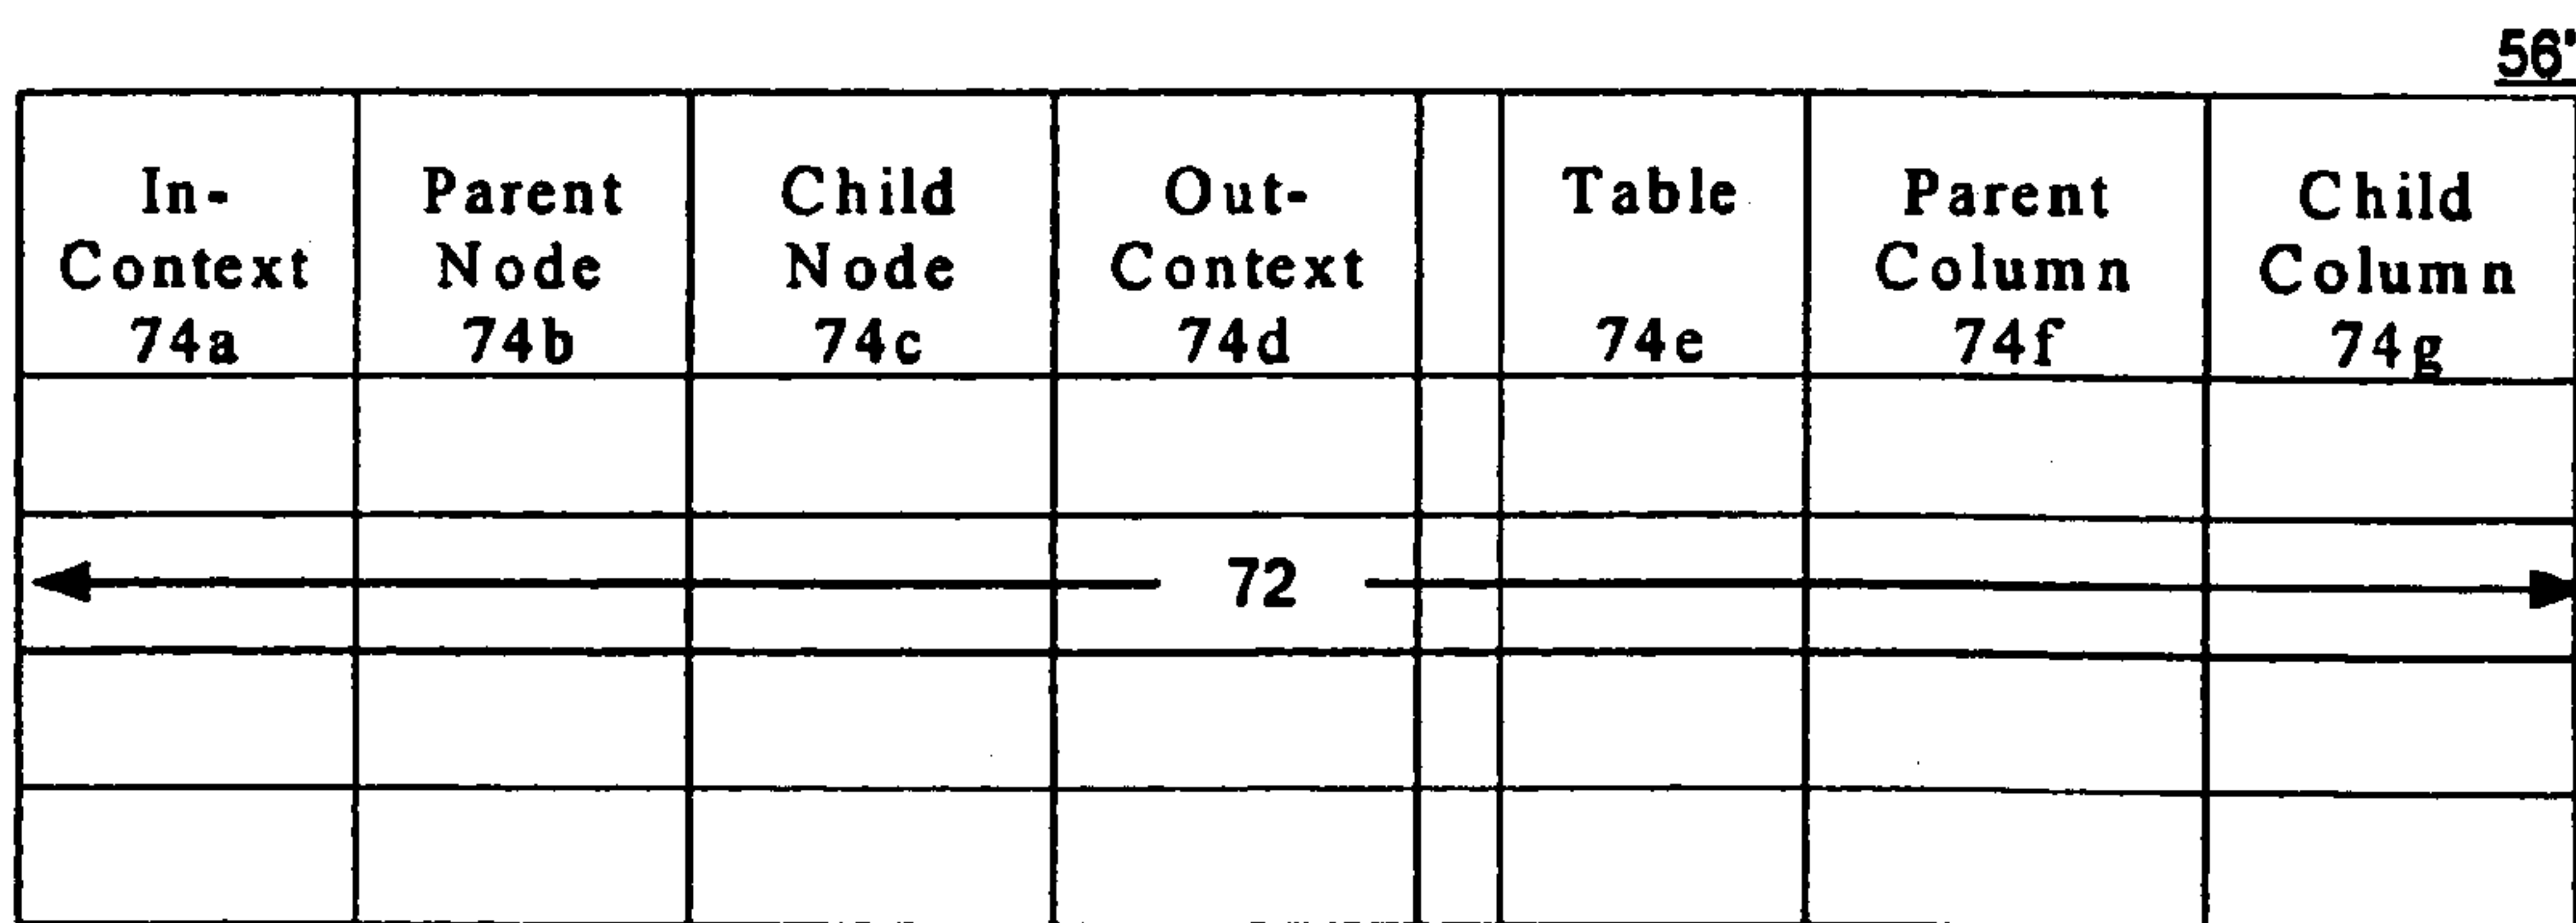 56"
In-
Context
74a
Parent
Node
74b
Child
Node
74c
Out-
Context
74d
Table
74e
Parent
Column
74f
Child
Column
74g
72